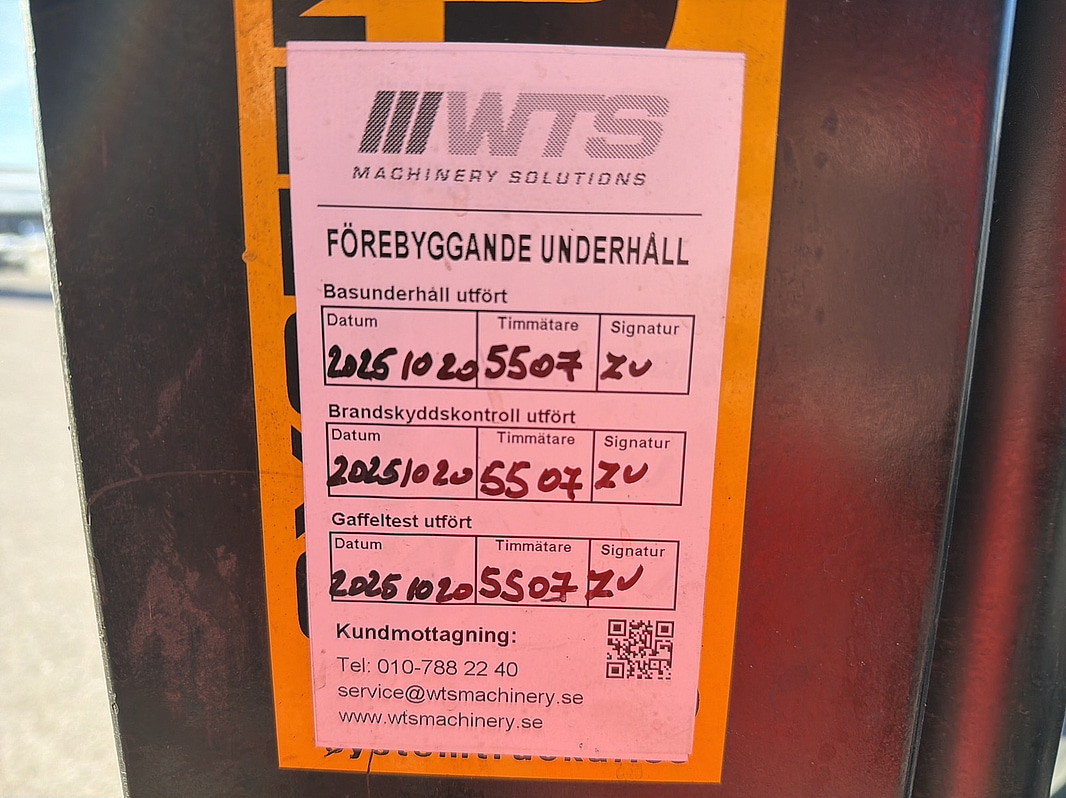 WTS
MACHINERY SOLUTIONS
FÖREBYGGANDE UNDERHÅLL
Basunderhåll utfört
Datum Timmätare Signatur
20251020 5507 ZU
Brandskyddskontroll utfört
Datum Timmätare Signatur
20251020 5507 ZU
Gaffeltest utfört
Datum Timmätare Signatur
20251020 5507 ZU
Kundmottagning:
Tel: 010-788 22 40
service@wtsmachinery.se
www.wtsmachinery.se